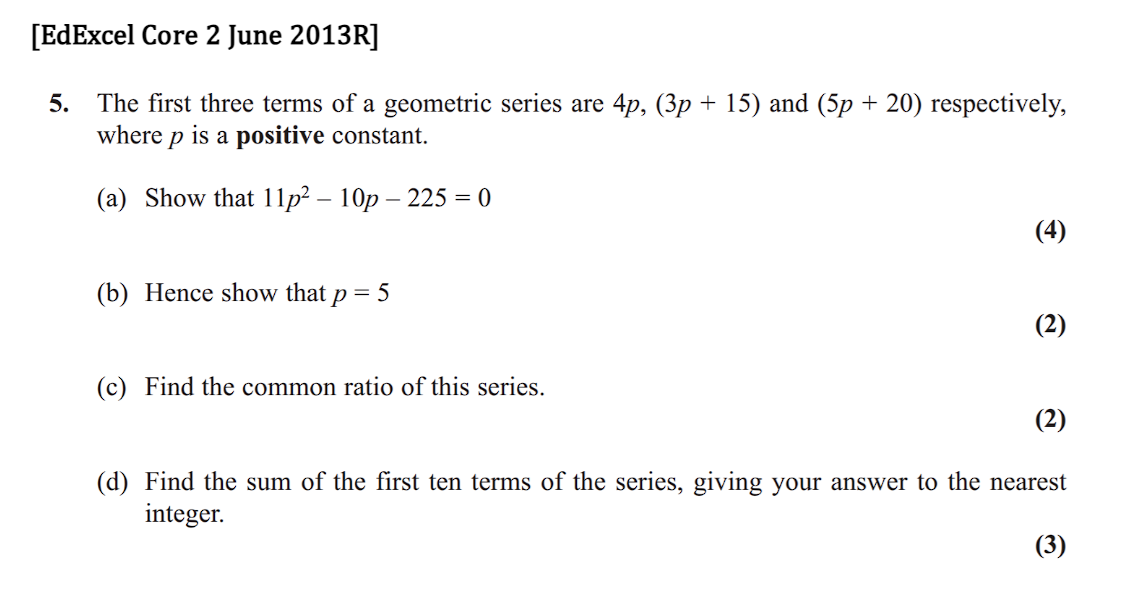 [EdExcel Core 2 June 2013R]
5. The first three terms of a geometric series are 4p, (3p + 15) and (5p + 20) respectively,
where p is a positive constant.
(a) Show that 11p² – 10p – 225 = 0
(4)
(b) Hence show that p = 5
(2)
(c) Find the common ratio of this series.
(2)
(d) Find the sum of the first ten terms of the series, giving your answer to the nearest
integer.
(3)